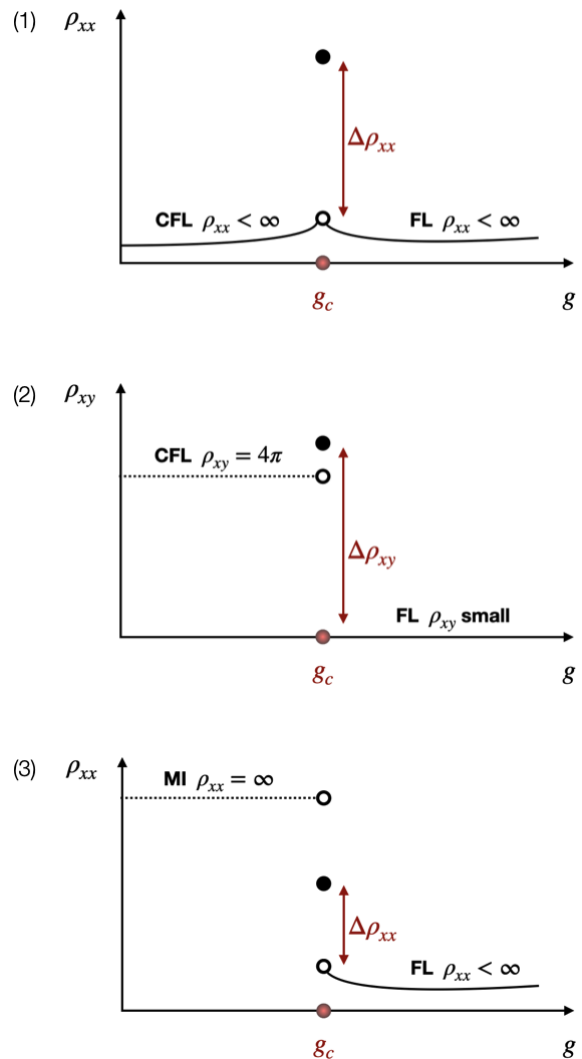 (1) ρxx
Δρxx
CFL ρxx < ∞ FL ρxx < ∞
gc g
(2) ρxy
CFL ρxy = 4π
Δρxy
FL ρxy small
gc g
(3) ρxx
MI ρxx = ∞
Δρxx
FL ρxx < ∞
gc g